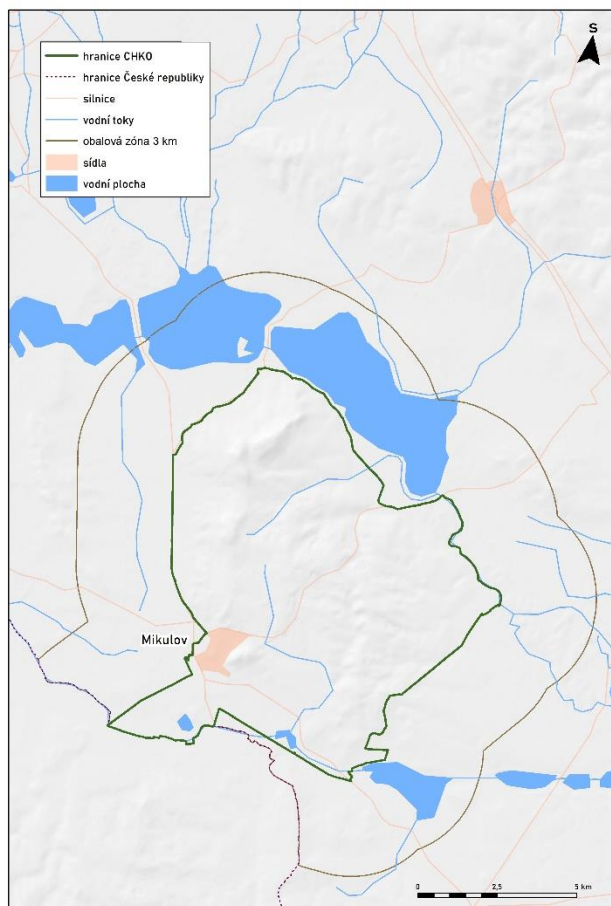 S
hranice CHKO
hranice České republiky
silnice
vodní toky
obalová zóna 3 km
sídla
vodní plocha
Mikulov
0 2,5 5 km